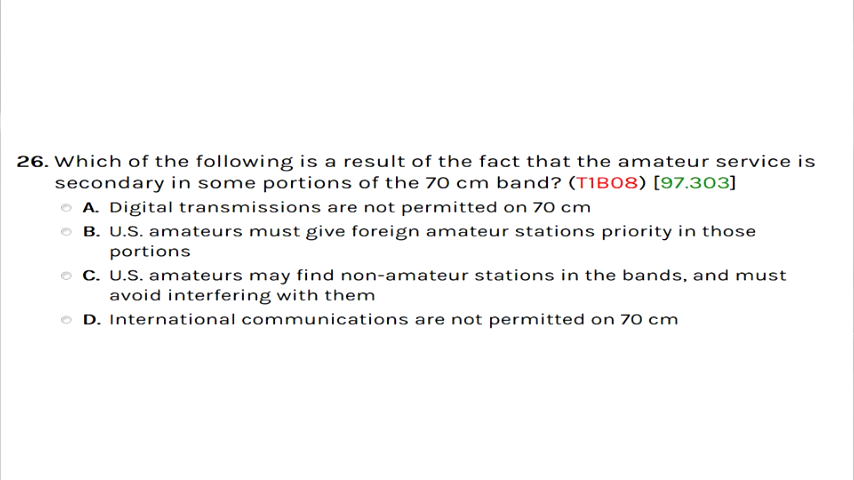 26. Which of the following is a result of the fact that the amateur service is
secondary in some portions of the 70 cm band? (T1B08) [97.303]
A. Digital transmissions are not permitted on 70 cm
B. U.S. amateurs must give foreign amateur stations priority in those
portions
C. U.S. amateurs may find non-amateur stations in the bands, and must
avoid interfering with them
D. International communications are not permitted on 70 cm